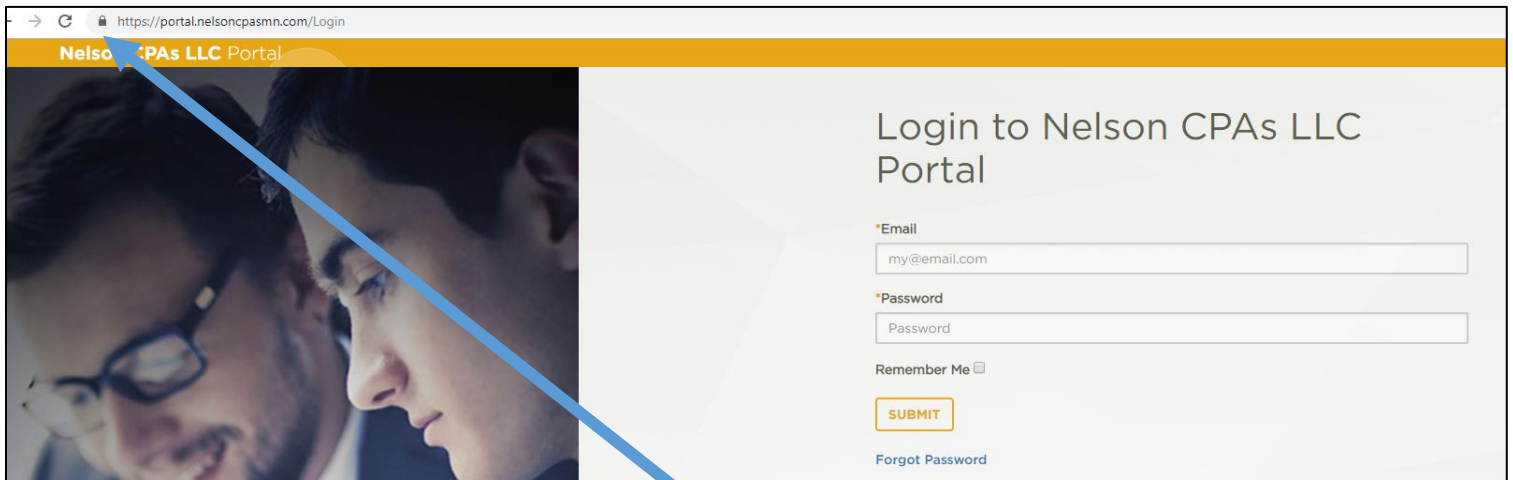 https://portal.nelsoncpasmn.com/Login
Nelson CPAs LLC Portal
Login to Nelson CPAs LLC
Portal
*Email
my@email.com
*Password
Password
Remember Me
SUBMIT
Forgot Password